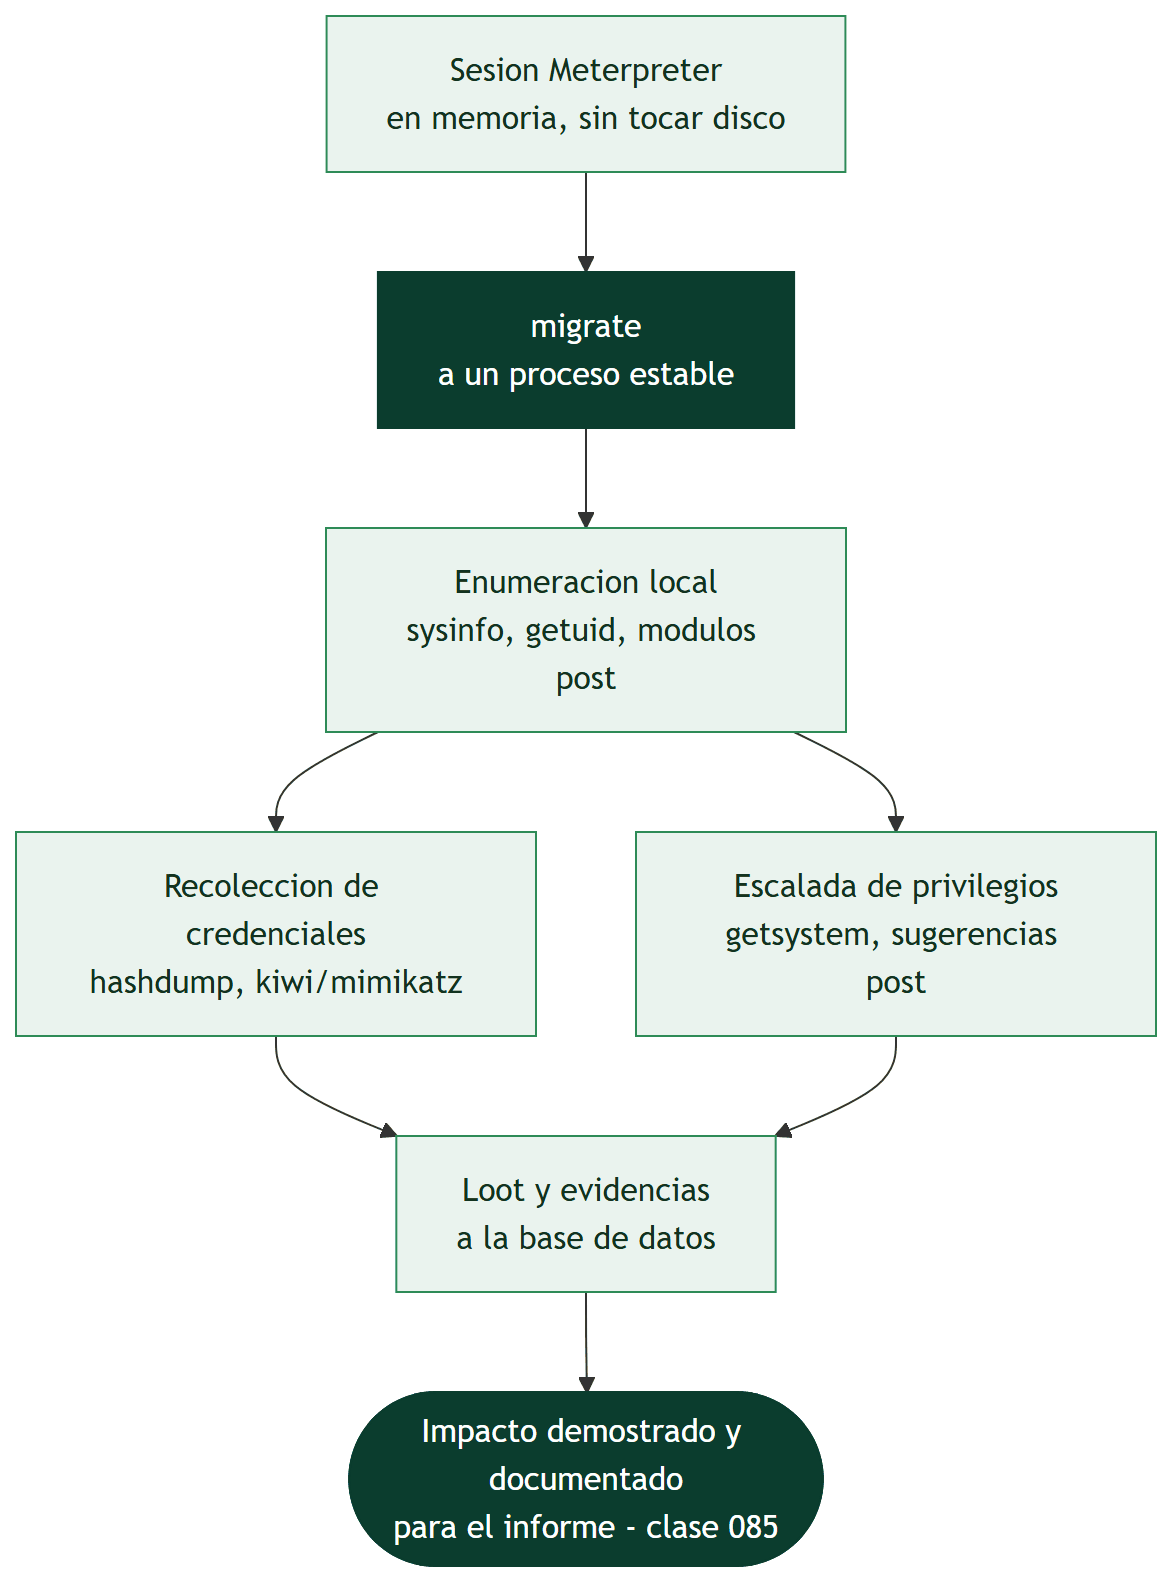 Sesion Meterpreter
en memoria, sin tocar disco
migrate
a un proceso estable
Enumeracion local
sysinfo, getuid, modulos
post
Recoleccion de
credenciales
hashdump, kiwi/mimikatz
Escalada de privilegios
getsystem, sugerencias
post
Loot y evidencias
a la base de datos
Impacto demostrado y
documentado
para el informe - clase 085